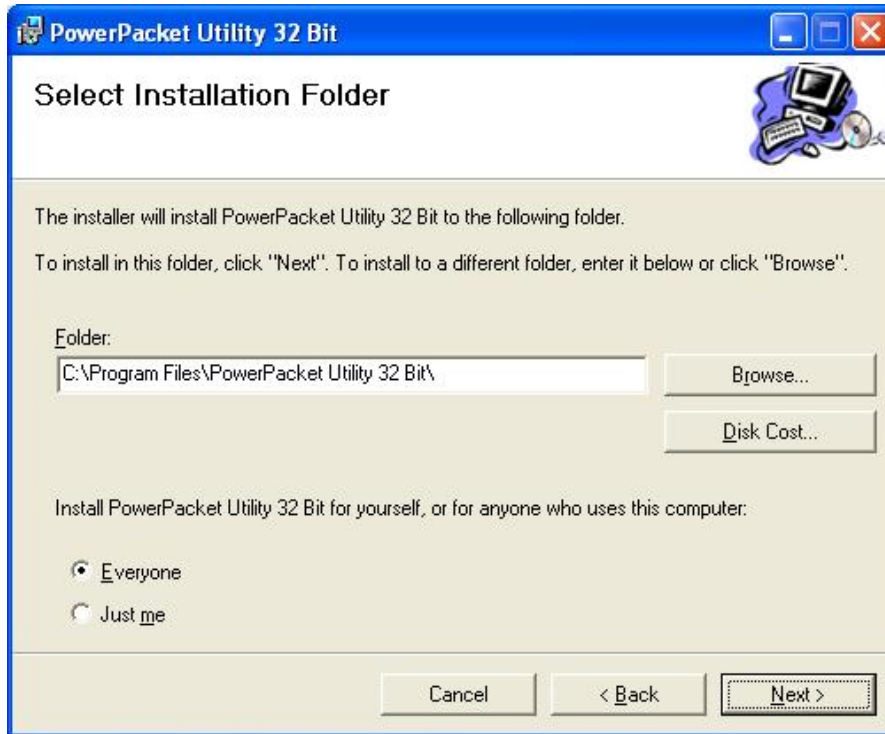 PowerPacket Utility 32 Bit
Select Installation Folder
The installer will install PowerPacket Utility 32 Bit to the following folder.
To install in this folder, click "Next". To install to a different folder, enter it below or click "Browse".
Folder:
C:\Program Files\PowerPacket Utility 32 Bit\
Browse...
Disk Cost...
Install PowerPacket Utility 32 Bit for yourself, or for anyone who uses this computer:
Everyone
Just me
Cancel < Back Next >